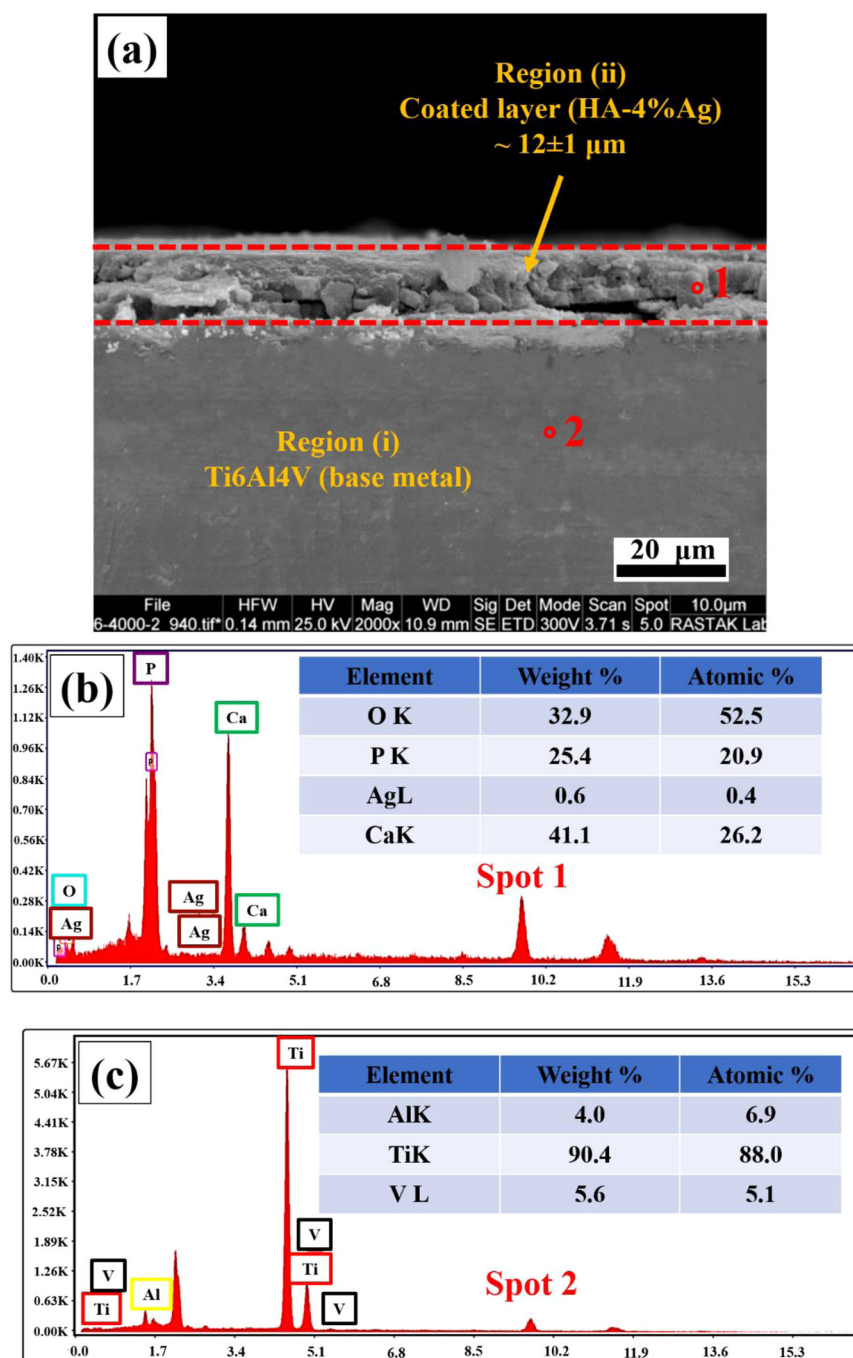 (a)
Region (ii)
Coated layer (HA-4%Ag)
~ 12±1 μm
1
2
Region (i)
Ti6Al4V (base metal)
20 μm
File HFW HV Mag WD Sig Det Mode Scan Spot 10.0μm
6-4000-2_940.tif* 0.14 mm 25.0 kV 2000x 10.9 mm SE ETD 300V 3.71 s 5.0 RASTAK Lab
(b)
1.40K
1.26K
1.12K
0.96K
0.84K
0.70K
0.56K
0.42K
0.28K
0.14K
0.00K
P
P
Ca
O
Ag
P
Ag
Ag
Ca
Element Weight % Atomic %
O K 32.9 52.5
P K 25.4 20.9
AgL 0.6 0.4
CaK 41.1 26.2
Spot 1
0.0 1.7 3.4 5.1 6.8 8.5 10.2 11.9 13.6 15.3
(c)
5.67K
5.04K
4.41K
3.78K
3.15K
2.52K
1.89K
1.26K
0.63K
0.00K
Ti
V
V
Ti
Al
Ti
V
Element Weight % Atomic %
AlK 4.0 6.9
TiK 90.4 88.0
V L 5.6 5.1
Spot 2
0.0 1.7 3.4 5.1 6.8 8.5 10.2 11.9 13.6 15.3